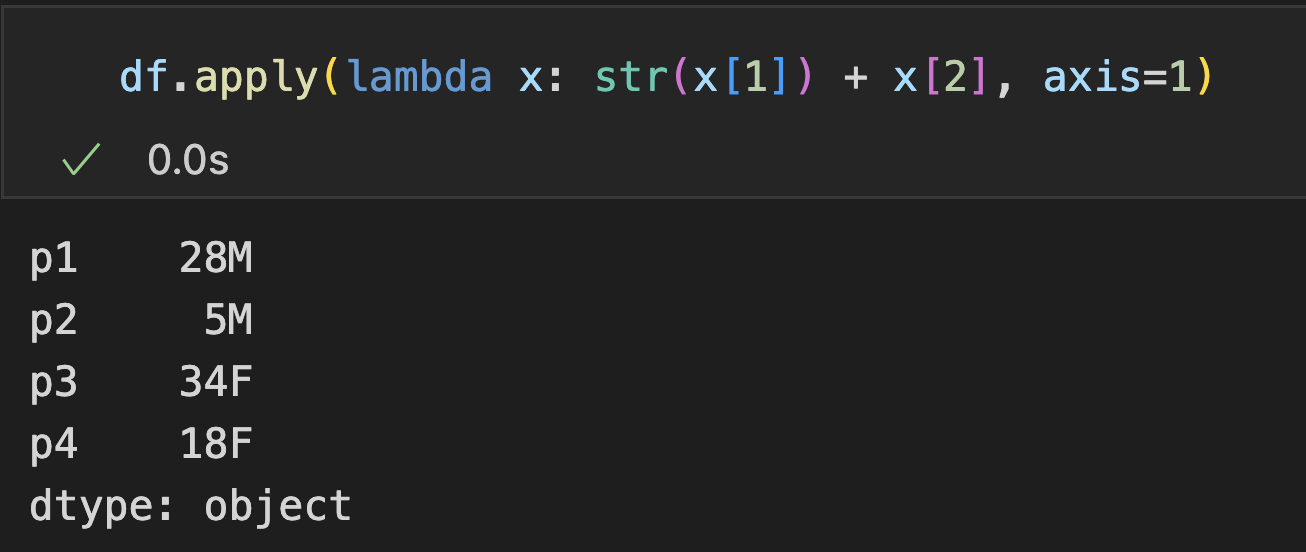 df.apply(lambda x: str(x[1]) + x[2], axis=1)
✓ 0.0s
p1    28M
p2     5M
p3    34F
p4    18F
dtype: object